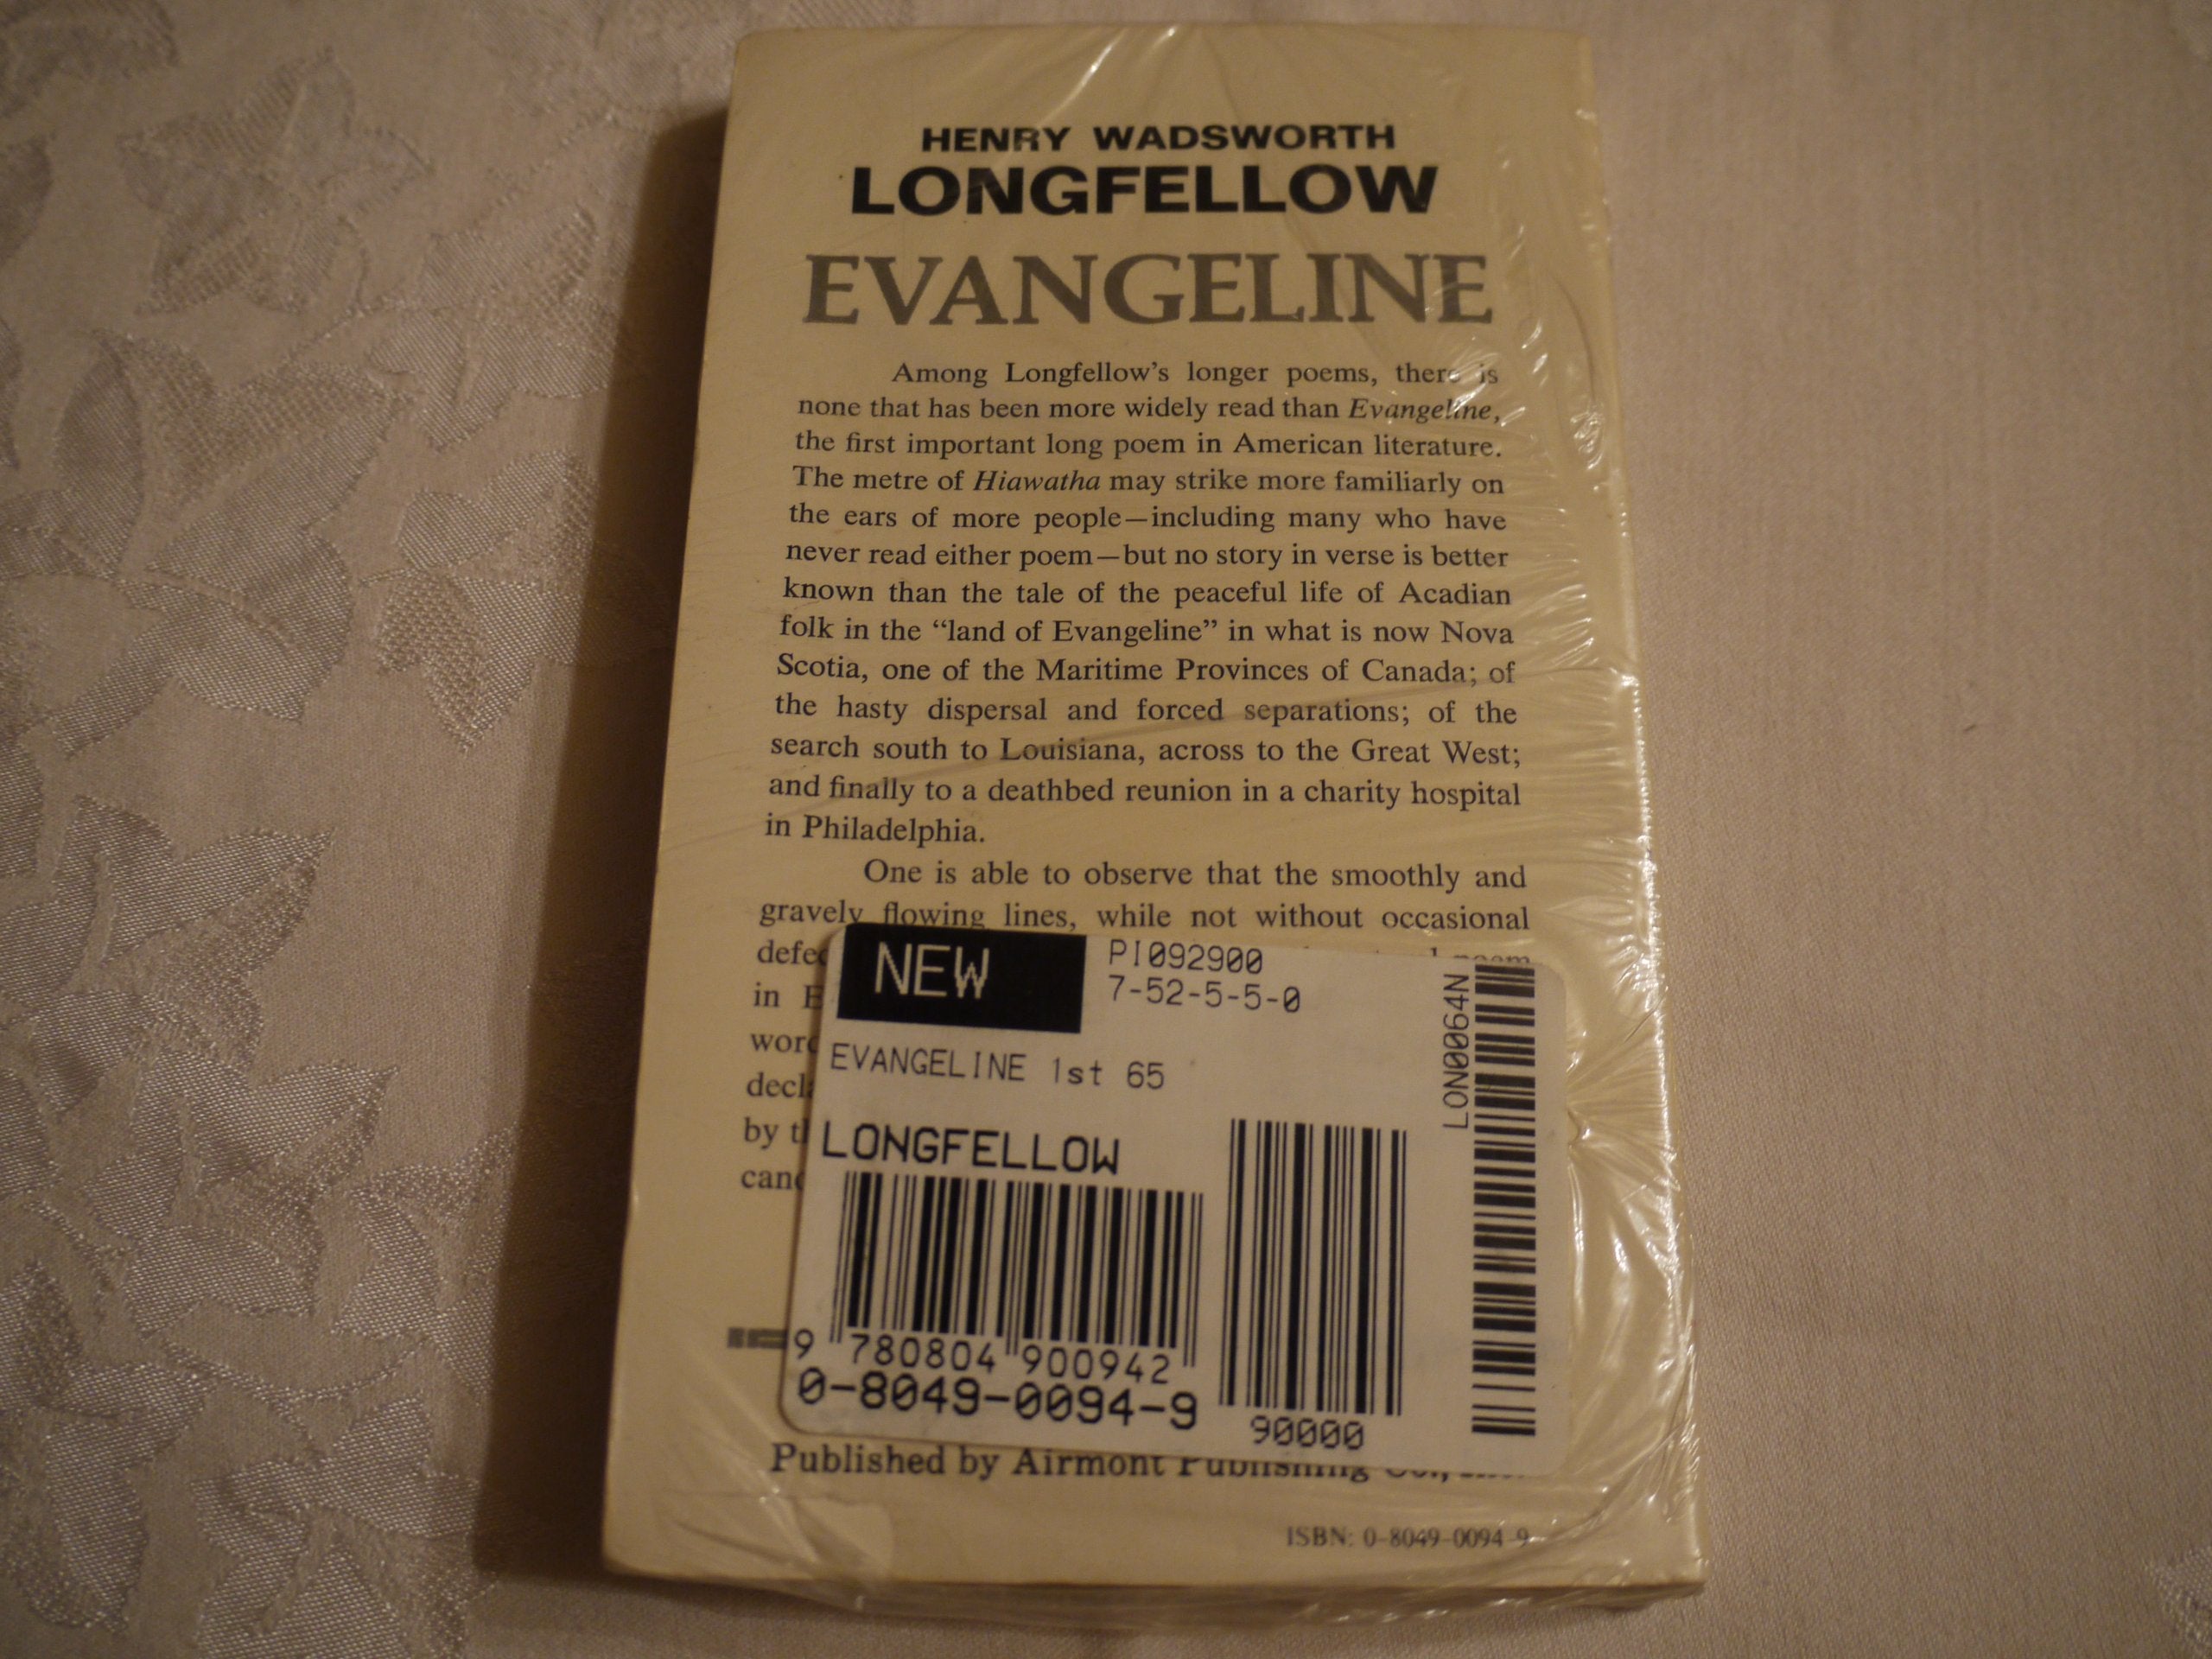 HENRY WADSWORTH
LONGFELLOW
EVANGELINE
Among Longfellow's longer poems, there is
none that has been more widely read than Evangeline,
the first important long poem in American literature.
The metre of Hiawatha may strike more familiarly on
the ears of more people—including many who have
never read either poem—but no story in verse is better
known than the tale of the peaceful life of Acadian
folk in the “land of Evangeline” in what is now Nova
Scotia, one of the Maritime Provinces of Canada; of
the hasty dispersal and forced separations; of the
search south to Louisiana, across to the Great West;
and finally to a deathbed reunion in a charity hospital
in Philadelphia.
One is able to observe that the smoothly and
gravely flowing lines, while not without occasional
poem
in
by
NEW
PI092900
7-52-5-5-0
LON0064N
EVANGELINE 1st 65
LONGFELLOW
9 780804 900942
0-8049-0094-9
90000
Published by Airmont Publishing Co.,
ISBN: 0-8049-0094-9